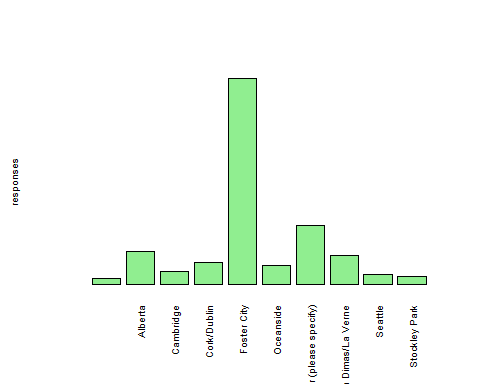 responses
Alberta
Cambridge
Cork/Dublin
Foster City
Oceanside
(please specify)
Dimas/La Verne
Seattle
Stockley Park